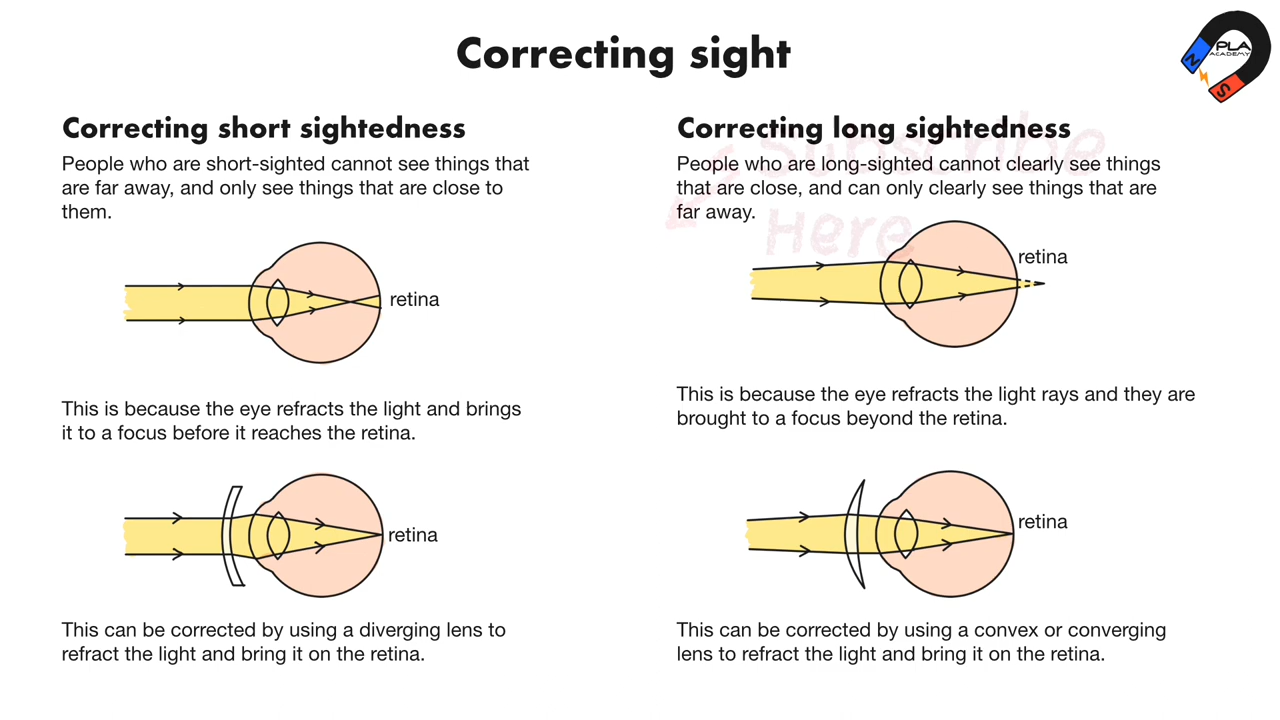 Correcting sight
PLA
ACADEMY
N
S
Correcting short sightedness
People who are short-sighted cannot see things that
are far away, and only see things that are close to
them.
retina
This is because the eye refracts the light and brings
it to a focus before it reaches the retina.
retina
This can be corrected by using a diverging lens to
refract the light and bring it on the retina.
Correcting long sightedness
People who are long-sighted cannot clearly see things
that are close, and can only clearly see things that are
far away.
Subscribe
Here
retina
This is because the eye refracts the light rays and they are
brought to a focus beyond the retina.
retina
This can be corrected by using a convex or converging
lens to refract the light and bring it on the retina.